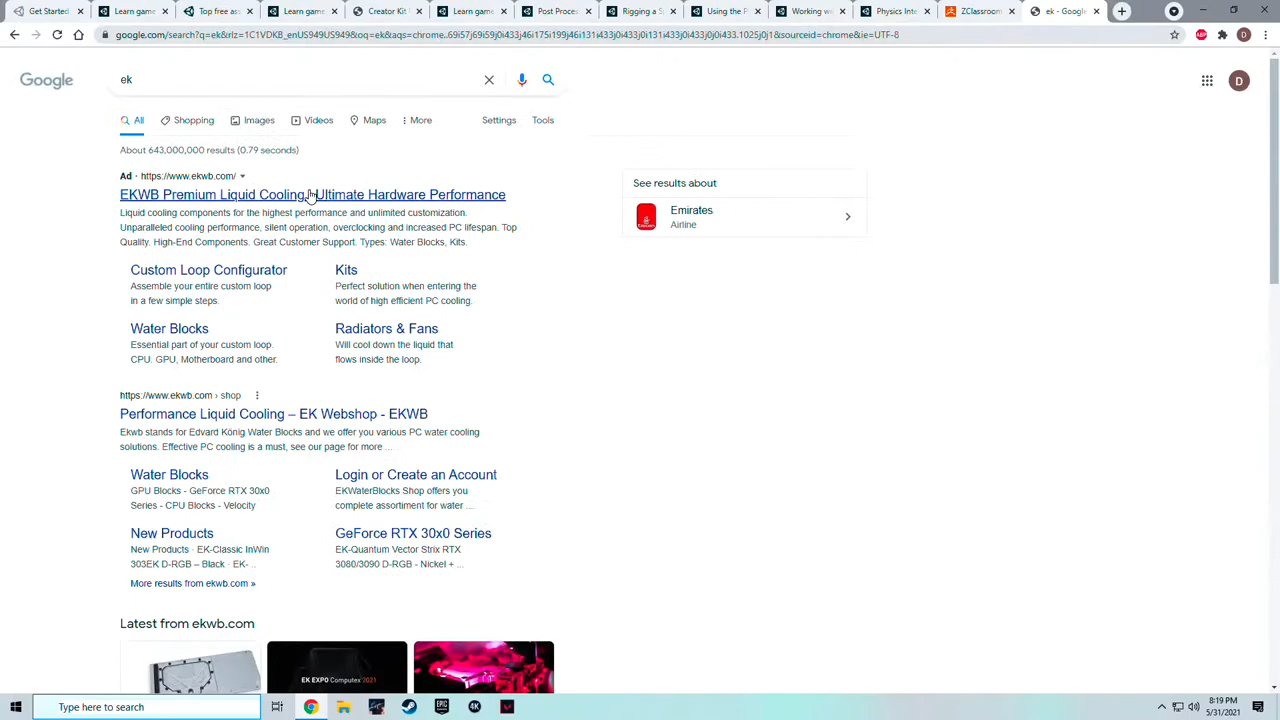 Get Started
Learn game
Top free ass
Learn game
Creator Kit
Learn game
Post Proces
Rigging a S
Using the P
Working w
Physics Inte
ZClassroom
ek - Google
google.com/search?q=ek&rlz=1C1VDKB_enUS949US949&oq=ek&aqs=chrome..69i57j69i59j0i433j46i175i199j46i131i433j0i433j0i131i433j0i433j0j0i433.1025j0j1&sourceid=chrome&ie=UTF-8
ABP
D
Google
ek
D
All
Shopping
Images
Videos
Maps
More
Settings
Tools
About 643,000,000 results (0.79 seconds)
Ad · https://www.ekwb.com/
EKWB Premium Liquid Cooling Ultimate Hardware Performance
Liquid cooling components for the highest performance and unlimited customization.
Unparalleled cooling performance, silent operation, overclocking and increased PC lifespan. Top
Quality. High-End Components. Great Customer Support. Types: Water Blocks, Kits.
Custom Loop Configurator
Assemble your entire custom loop
in a few simple steps.
Kits
Perfect solution when entering the
world of high efficient PC cooling.
Water Blocks
Essential part of your custom loop.
CPU. GPU, Motherboard and other.
Radiators & Fans
Will cool down the liquid that
flows inside the loop.
See results about
Emirates
Airline
https://www.ekwb.com › shop
Performance Liquid Cooling – EK Webshop - EKWB
Ekwb stands for Edvard König Water Blocks and we offer you various PC water cooling
solutions. Effective PC cooling is a must, see our page for more ...
Water Blocks
GPU Blocks - GeForce RTX 30x0
Series - CPU Blocks - Velocity
Login or Create an Account
EKWaterBlocks Shop offers you
complete assortiment for water ...
New Products
New Products · EK-Classic InWin
303EK D-RGB – Black · EK- ..
GeForce RTX 30x0 Series
EK-Quantum Vector Strix RTX
3080/3090 D-RGB - Nickel + ...
More results from ekwb.com »
Latest from ekwb.com
EK EXPO Computex 2021
Type here to search
EPIC
4K
8:19 PM
5/31/2021